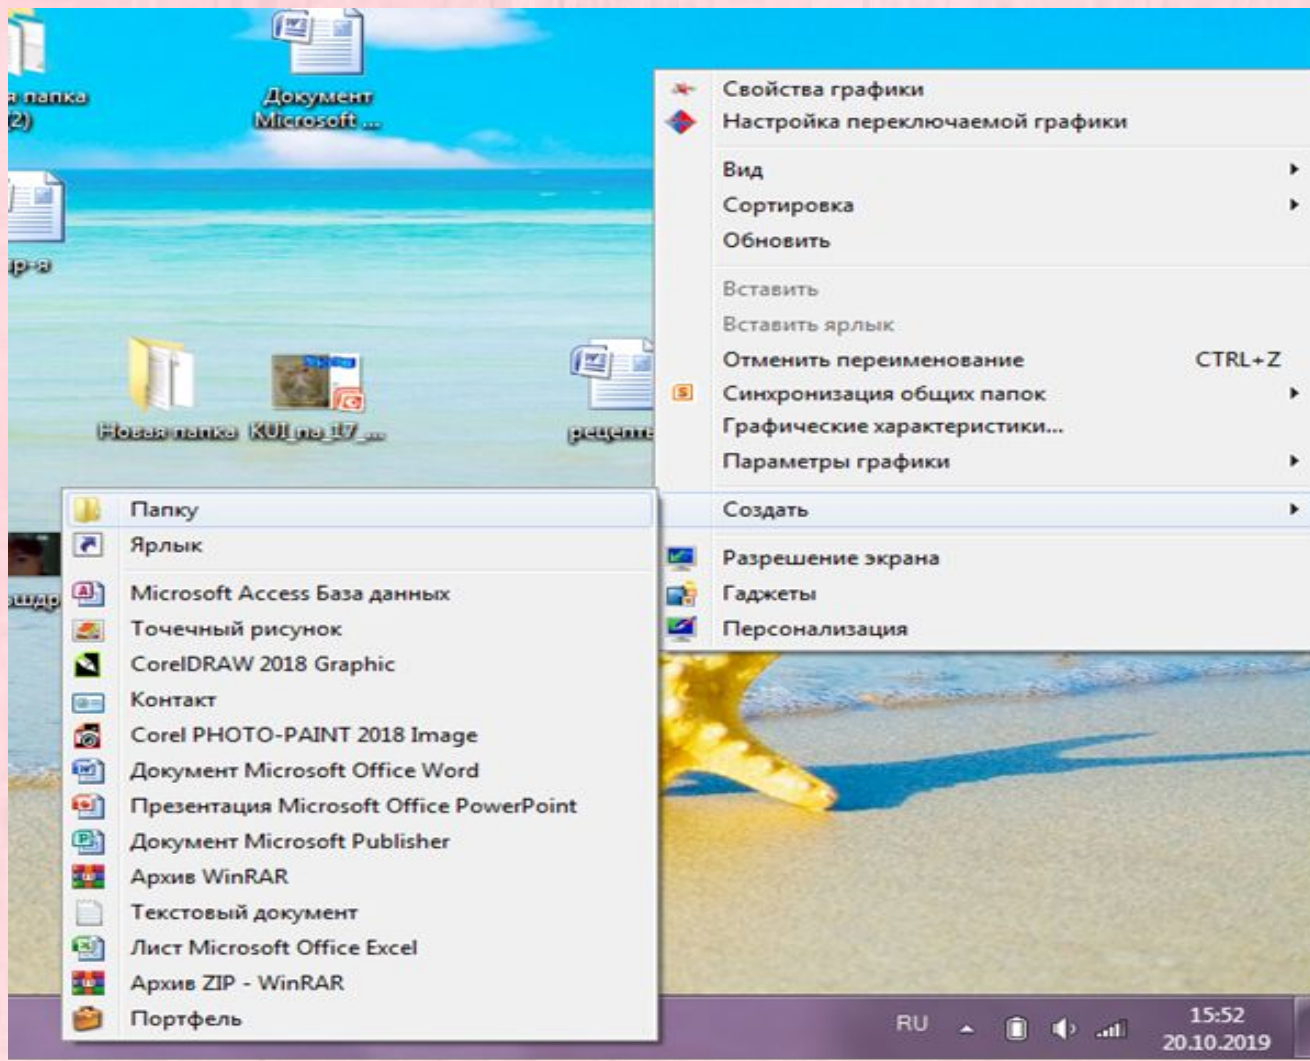 я папка
(2)
Документ
Microsoft ...
Свойства графики
Настройка переключаемой графики
Вид
Сортировка
Обновить
Вставить
Вставить ярлык
Отменить переименование CTRL+Z
Синхронизация общих папок
Графические характеристики...
Параметры графики
Создать
Разрешение экрана
Гаджеты
Персонализация
р-я
Новая папка
KUI_na_17_...
рецепт
Папку
Ярлык
Microsoft Access База данных
Точечный рисунок
CorelDRAW 2018 Graphic
Контакт
Corel PHOTO-PAINT 2018 Image
Документ Microsoft Office Word
Презентация Microsoft Office PowerPoint
Документ Microsoft Publisher
Архив WinRAR
Текстовый документ
Лист Microsoft Office Excel
Архив ZIP - WinRAR
Портфель
RU
15:52
20.10.2019